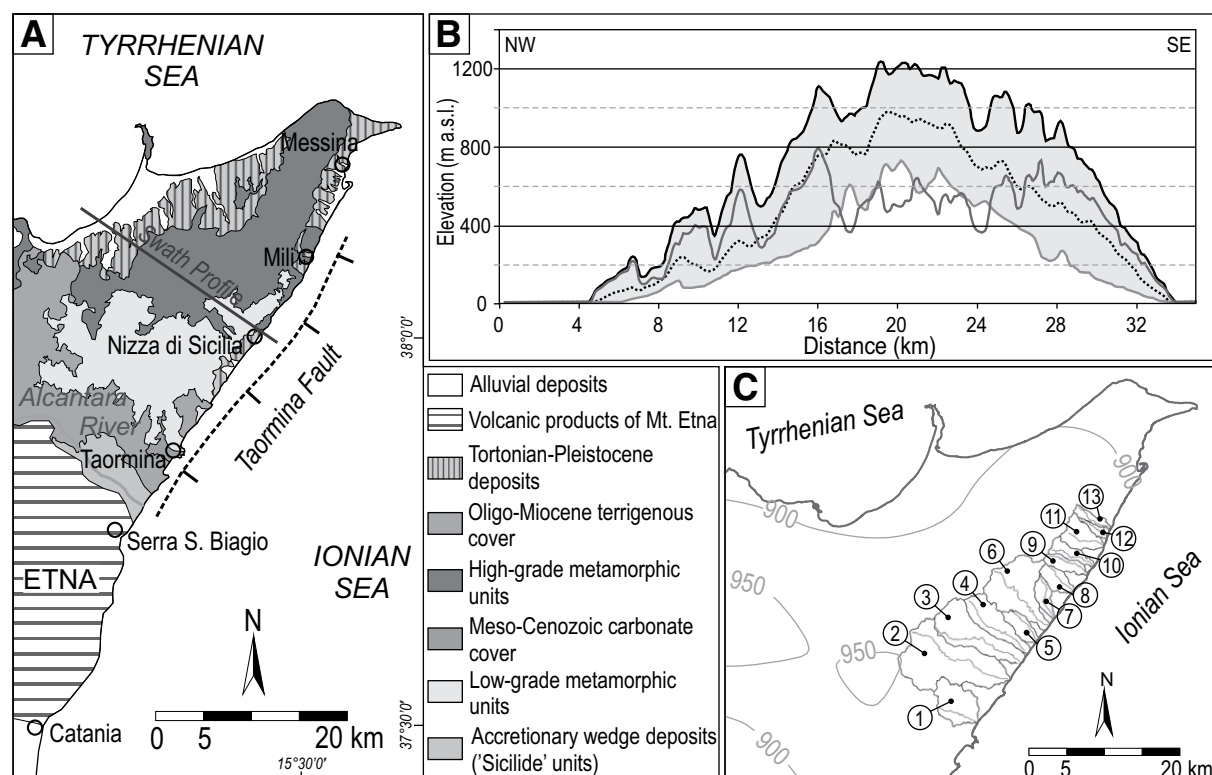 A
TYRRHENIAN
SEA
Messina
Swath Profile
Mili
Nizza di Sicilia
38°0'0'
Taormina Fault
Alcantara
River
Taormina
Serra S. Biagio
IONIAN
SEA
ETNA
N
Catania
0 5 20 km
15°30'0'
37°30'0'
B
NW
SE
Elevation (m a.s.l.)
1200
800
400
0
0 4 8 12 16 20 24 28 32
Distance (km)
Alluvial deposits
Volcanic products of Mt. Etna
Tortonian-Pleistocene
deposits
Oligo-Miocene terrigenous
cover
High-grade metamorphic
units
Meso-Cenozoic carbonate
cover
Low-grade metamorphic
units
Accretionary wedge deposits
('Sicilide' units)
C
Tyrrhenian Sea
900
900
13
11
12
9
10
6
8
4
7
3
5
2
1
950
950
900
Ionian Sea
N
0 5 10 20 km